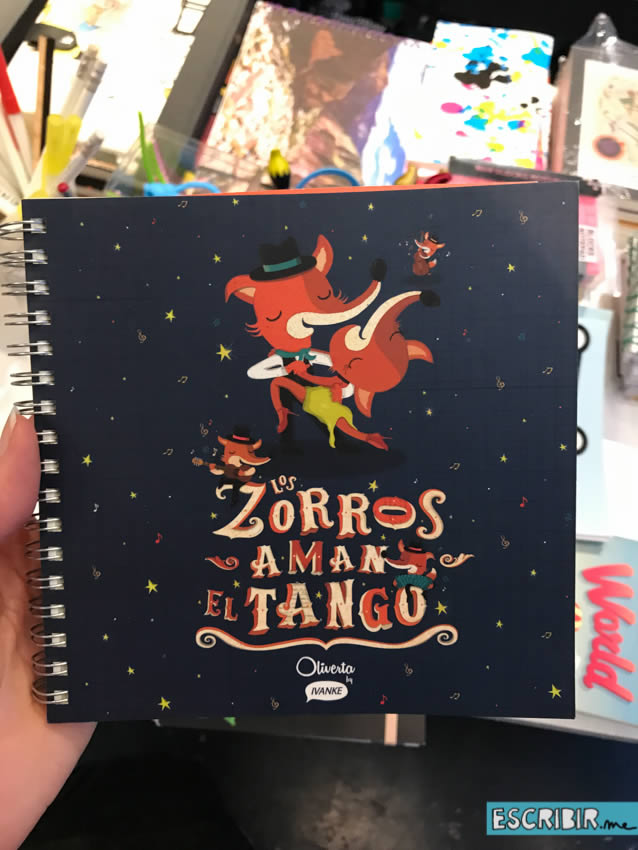 LOS
ZORROS
AMAN
EL TANGO
Oliverta
by
IVANKE
World
ESCRIBIR.me